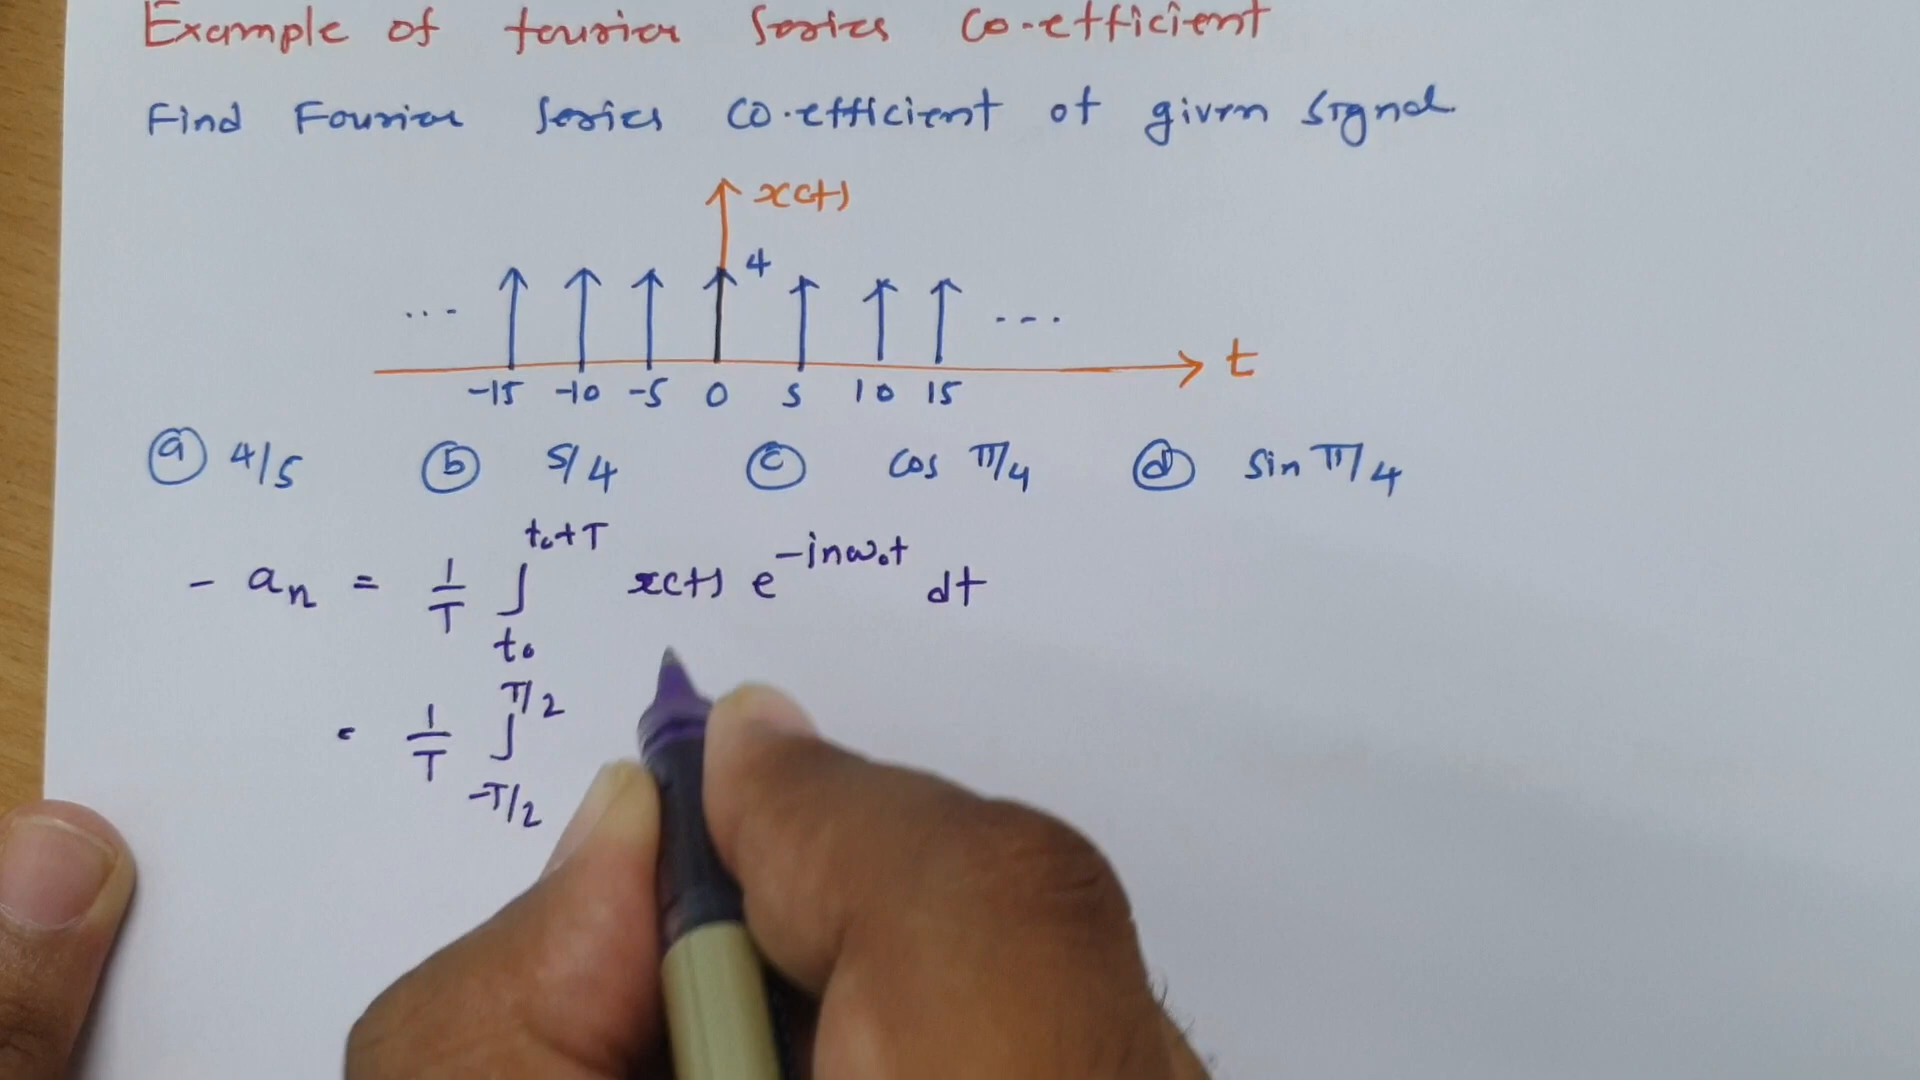 Example of fourier Series Co-efficient
Find Fourier Series Co-efficient of given Signal
x(t)
4
... ...
-15 -10 -5 0 5 10 15 t
(a) 4/5 (b) 5/4 (c) cos π/4 (d) sin π/4
- an = 1/T ∫ t₀+T t₀ x(t) e^-jnω₀t dt
= 1/T ∫ T/2 -T/2